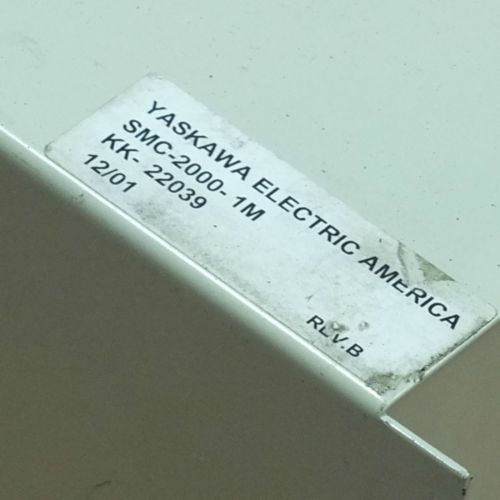 YASKAWA ELECTRIC AMERICA
SMC-2000- 1M
KK- 22039
12/01
REV.B